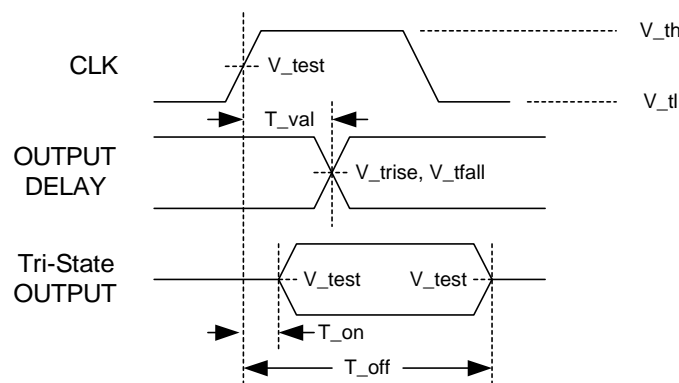 V_th
CLK
V_test
V_tl
T_val
OUTPUT
DELAY
V_trise, V_tfall
Tri-State
OUTPUT
V_test
V_test
T_on
T_off